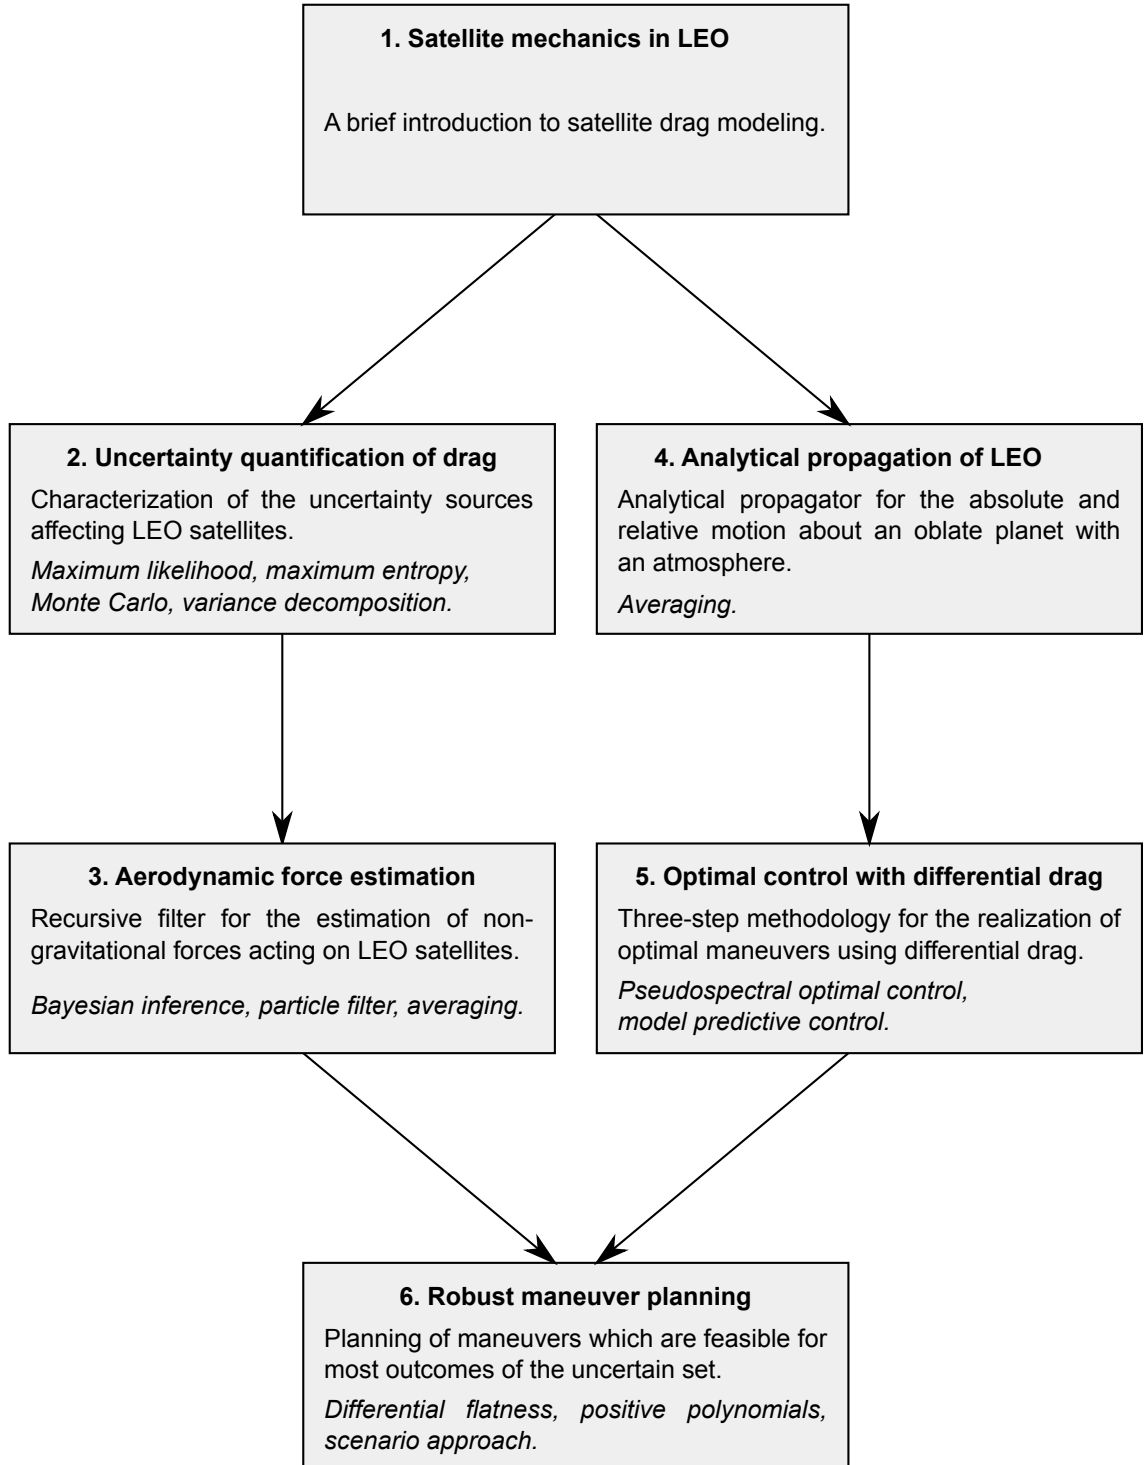 1. Satellite mechanics in LEO
A brief introduction to satellite drag modeling.
2. Uncertainty quantification of drag
Characterization of the uncertainty sources
affecting LEO satellites.
Maximum likelihood, maximum entropy,
Monte Carlo, variance decomposition.
4. Analytical propagation of LEO
Analytical propagator for the absolute and
relative motion about an oblate planet with
an atmosphere.
Averaging.
3. Aerodynamic force estimation
Recursive filter for the estimation of non-
gravitational forces acting on LEO satellites.
Bayesian inference, particle filter, averaging.
5. Optimal control with differential drag
Three-step methodology for the realization of
optimal maneuvers using differential drag.
Pseudospectral optimal control,
model predictive control.
6. Robust maneuver planning
Planning of maneuvers which are feasible for
most outcomes of the uncertain set.
Differential flatness, positive polynomials,
scenario approach.